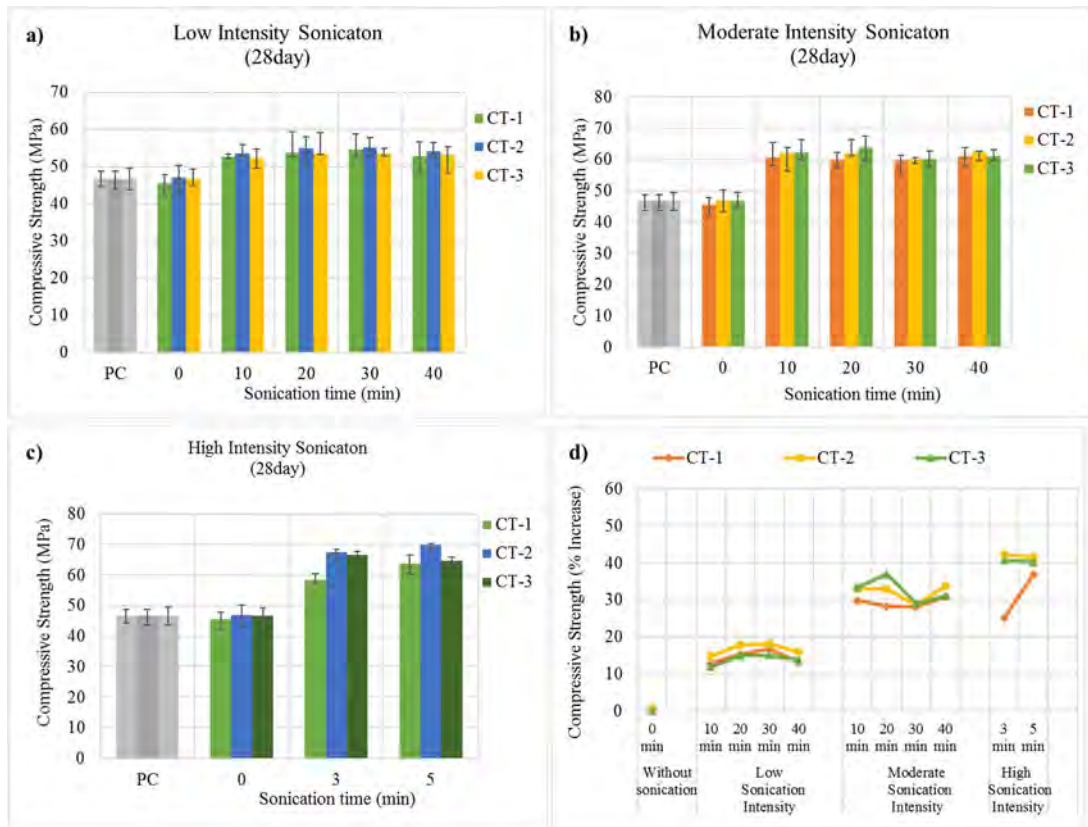 a)
Low Intensity Sonicaton
(28day)
Compressive Strength (MPa)
70
60
50
40
30
20
10
0
PC 0 10 20 30 40
Sonication time (min)
CT-1
CT-2
CT-3
b)
Moderate Intensity Sonicaton
(28day)
Compressive Strength (MPa)
80
70
60
50
40
30
20
10
0
PC 0 10 20 30 40
Sonication time (min)
CT-1
CT-2
CT-3
c)
High Intensity Sonicaton
(28day)
Compressive Strength (MPa)
80
70
60
50
40
30
20
10
0
PC 0 3 5
Sonication time (min)
CT-1
CT-2
CT-3
d)
CT-1 CT-2 CT-3
Compressive Strength (% Increase)
60
50
40
30
20
10
0
0 10 20 30 40 10 20 30 40 3 5
min min min min min min min min min min min
Without Low Moderate High
sonication Sonication Sonication Sonication
Intensity Intensity Intensity